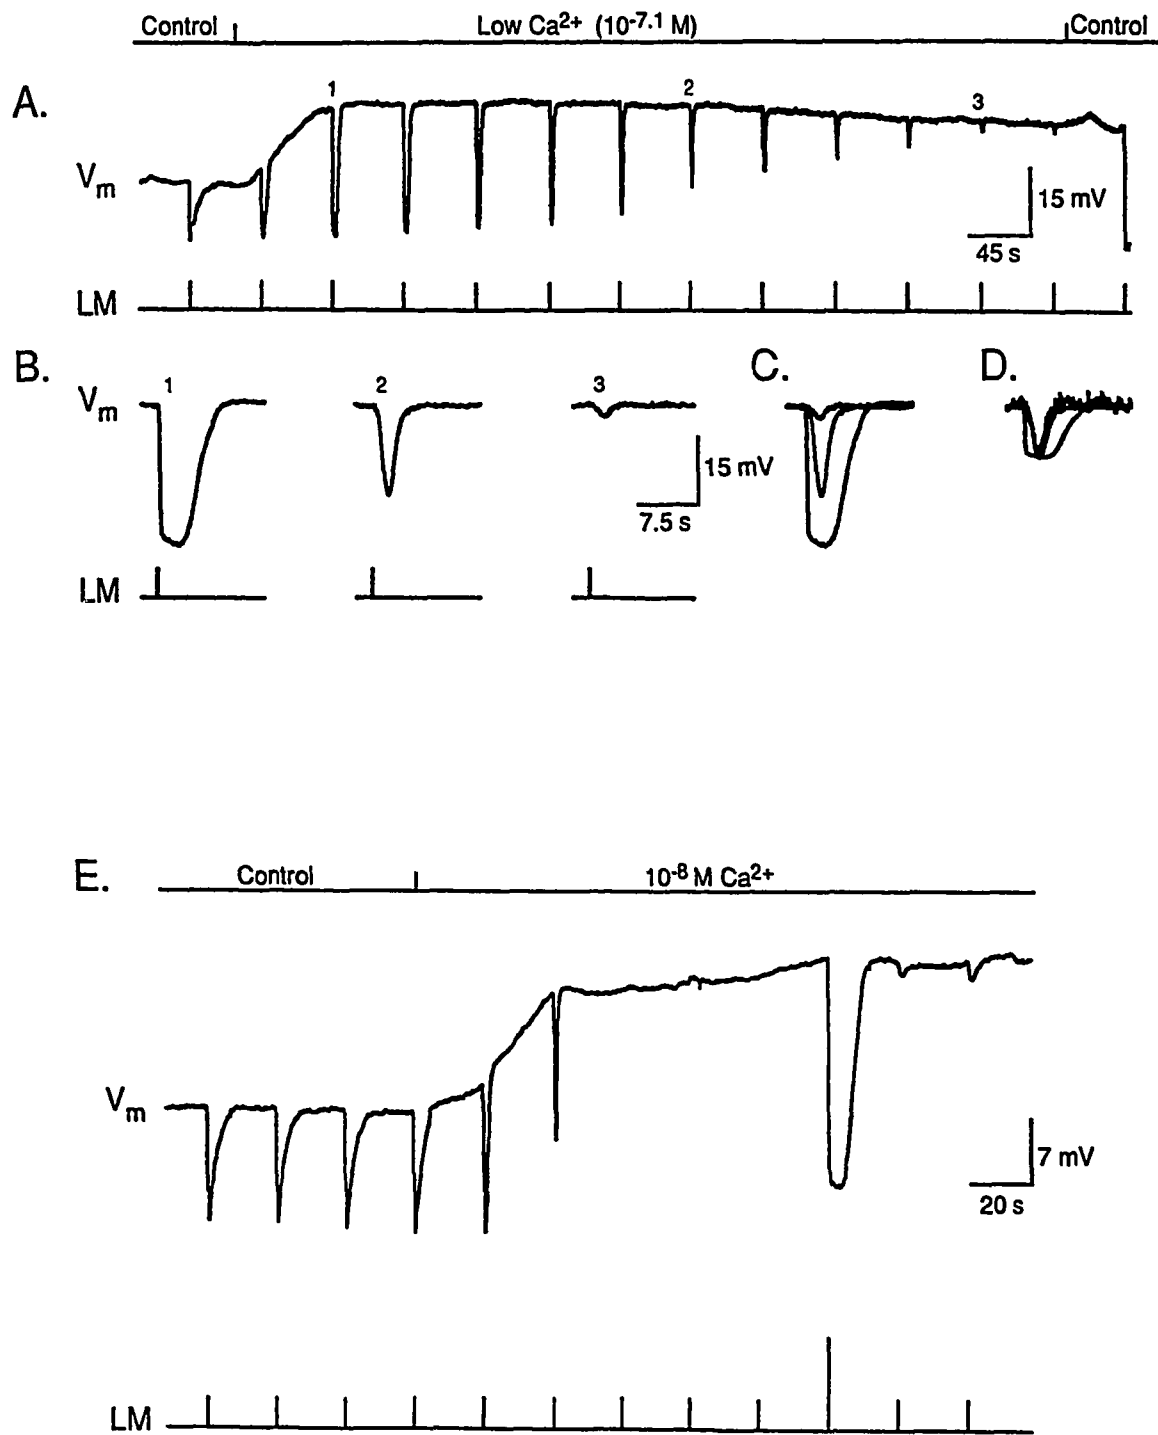 Control Low Ca2+ (10-7.1 M) Control
A.
1 2 3
Vm
15 mV
45 s
LM
B. C. D.
1 2 3
Vm
15 mV
7.5 s
LM
E.
Control 10-8 M Ca2+
Vm
7 mV
20 s
LM